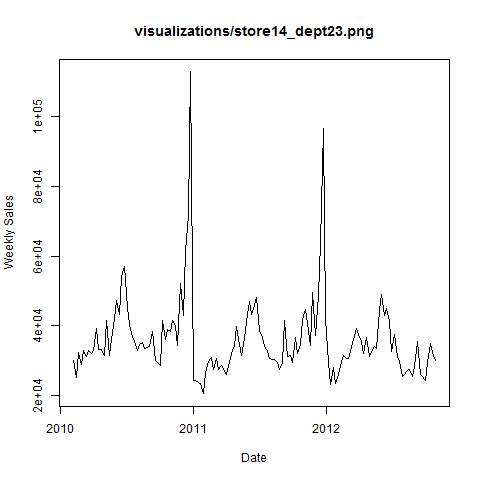 visualizations/store14_dept23.png
Weekly Sales
1e+05
8e+04
6e+04
4e+04
2e+04
2010
2011
2012
Date